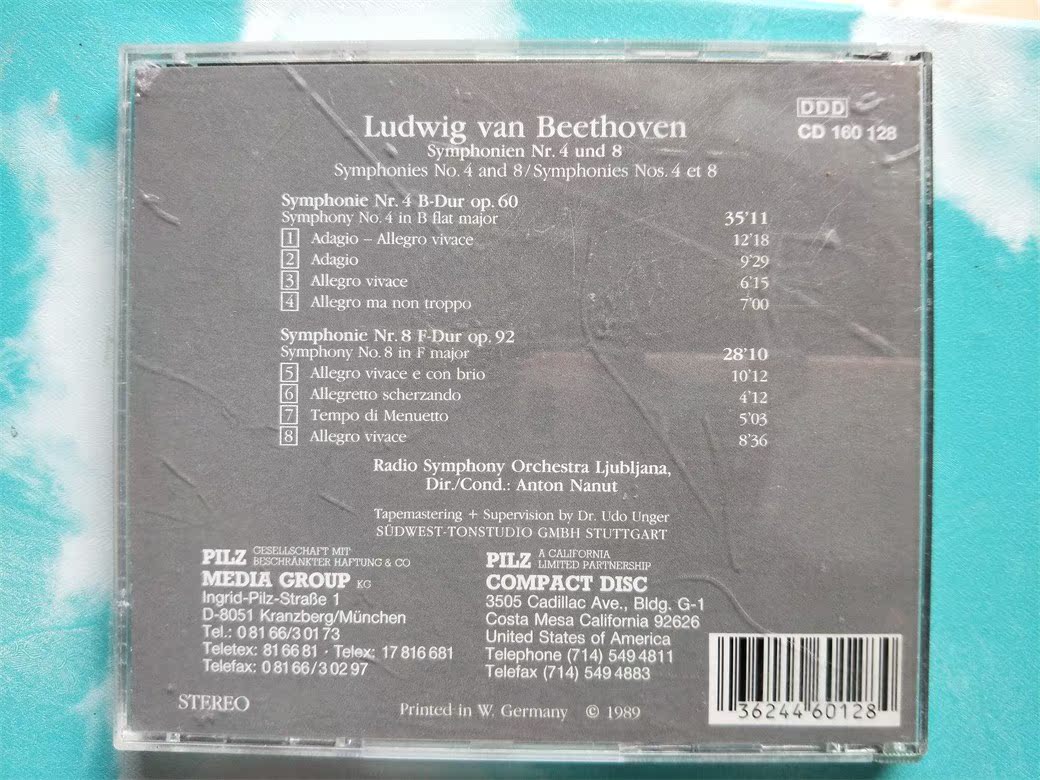 DDD
CD 160 128
Ludwig van Beethoven
Symphonien Nr. 4 und 8
Symphonies No. 4 and 8/Symphonies Nos. 4 et 8
Symphonie Nr. 4 B-Dur op. 60
Symphony No. 4 in B flat major 35'11
1 Adagio – Allegro vivace 12'18
2 Adagio 9'29
3 Allegro vivace 6'15
4 Allegro ma non troppo 7'00
Symphonie Nr. 8 F-Dur op. 92
Symphony No. 8 in F major 28'10
5 Allegro vivace e con brio 10'12
6 Allegretto scherzando 4'12
7 Tempo di Menuetto 5'03
8 Allegro vivace 8'36
Radio Symphony Orchestra Ljubljana,
Dir./Cond.: Anton Nanut
Tapemastering + Supervision by Dr. Udo Unger
SÜDWEST-TONSTUDIO GMBH STUTTGART
PILZ GESELLSCHAFT MIT
BESCHRÄNKTER HAFTUNG & CO
MEDIA GROUP KG
Ingrid-Pilz-Straße 1
D-8051 Kranzberg/München
Tel.: 0 81 66/3 01 73
Teletex: 81 66 81 · Telex: 17 816 681
Telefax: 0 81 66/3 02 97
PILZ A CALIFORNIA
LIMITED PARTNERSHIP
COMPACT DISC
3505 Cadillac Ave., Bldg. G-1
Costa Mesa California 92626
United States of America
Telephone (714) 549 4811
Telefax (714) 549 4883
STEREO
Printed in W. Germany © 1989
36244 60128